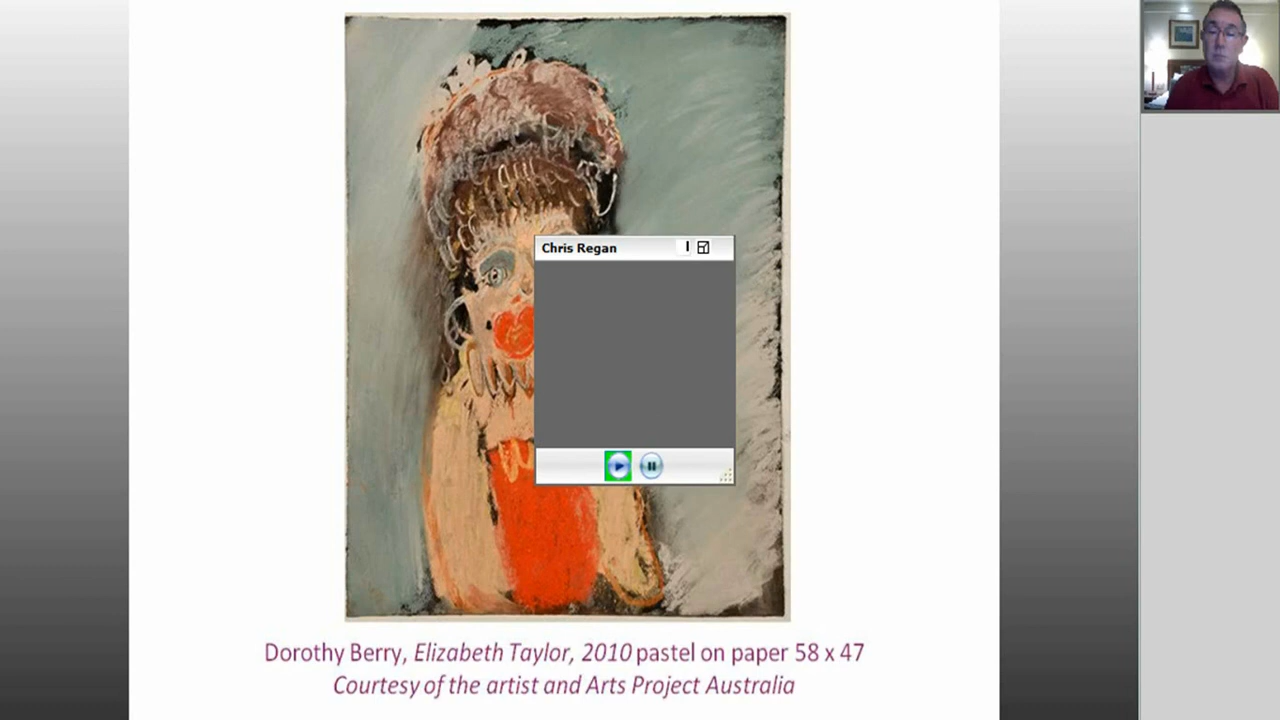 Chris Regan
Dorothy Berry, Elizabeth Taylor, 2010 pastel on paper 58 x 47
Courtesy of the artist and Arts Project Australia